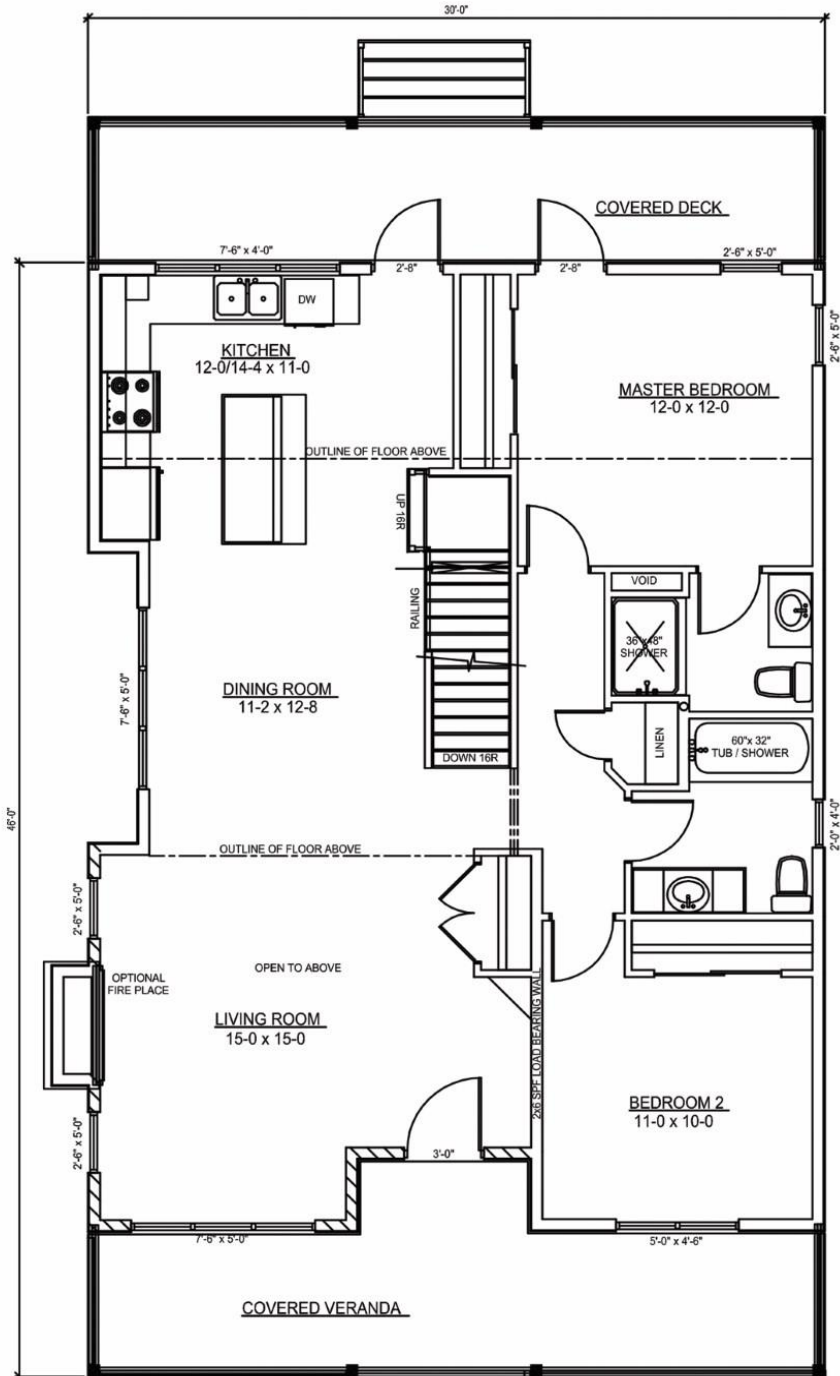 30'-0"
COVERED DECK
7'-6" x 4'-0"
2'-8"
2'-8"
2'-6" x 5'-0"
DW
KITCHEN
12-0/14-4 x 11-0
2'-6" x 5'-0"
MASTER BEDROOM
12-0 x 12-0
OUTLINE OF FLOOR ABOVE
UP 16R
VOID
RAILING
36"x48"
SHOWER
7'-6" x 5'-0"
DINING ROOM
11-2 x 12-8
LINEN
60"x 32"
TUB / SHOWER
DOWN 16R
46'-0"
2'-0" x 4'-0"
OUTLINE OF FLOOR ABOVE
2'-6" x 5'-0"
OPTIONAL
FIRE PLACE
OPEN TO ABOVE
LIVING ROOM
15-0 x 15-0
2x6 SPF LOAD BEARING WALL
BEDROOM 2
11-0 x 10-0
2'-6" x 5'-0"
3'-0"
7'-6" x 5'-0"
5'-0" x 4'-6"
COVERED VERANDA